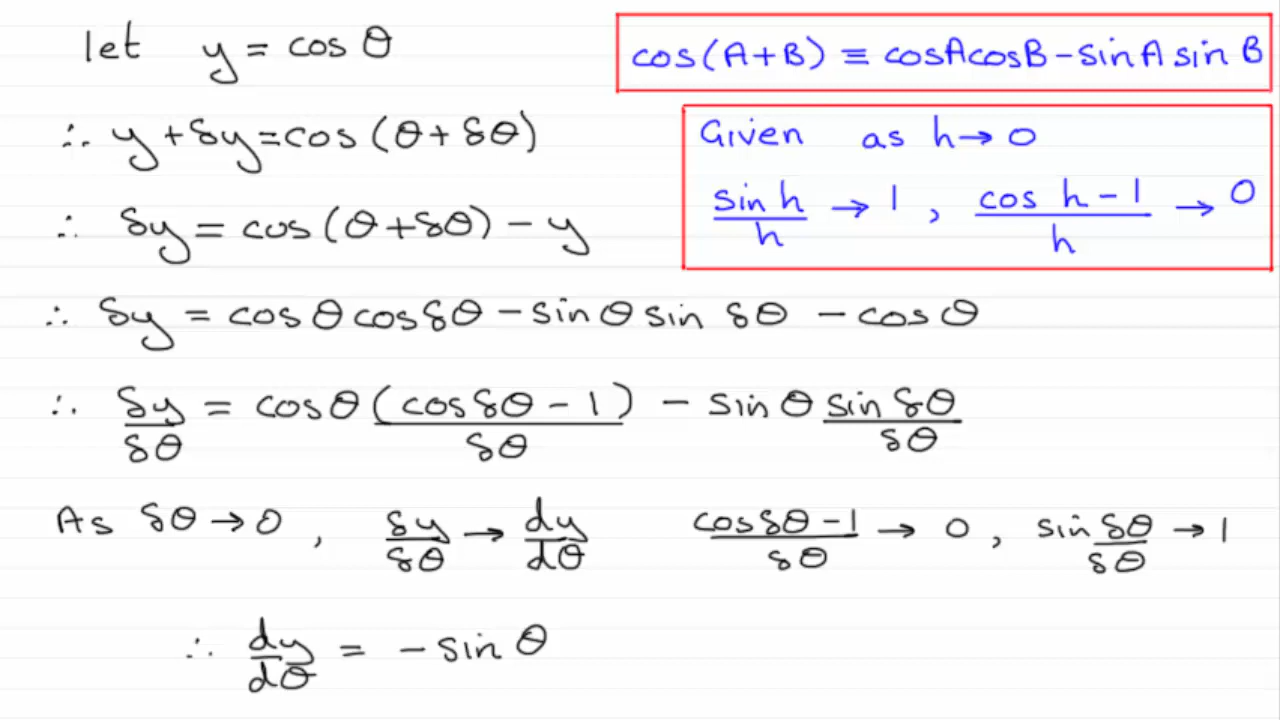 let y = cos θ
cos(A+B) ≡ cosAcosB - sinA sin B
∴ y + δy = cos (θ + δθ)
Given as h → 0
sin h / h → 1 , cos h - 1 / h → 0
∴ δy = cos (θ + δθ) - y
∴ δy = cos θ cos δθ - sin θ sin δθ - cos θ
∴ δy/δθ = cos θ (cos δθ - 1)/δθ - sin θ sin δθ/δθ
As δθ → 0 , δy/δθ → dy/dθ cos δθ - 1/δθ → 0 , sin δθ/δθ → 1
∴ dy/dθ = - sin θ